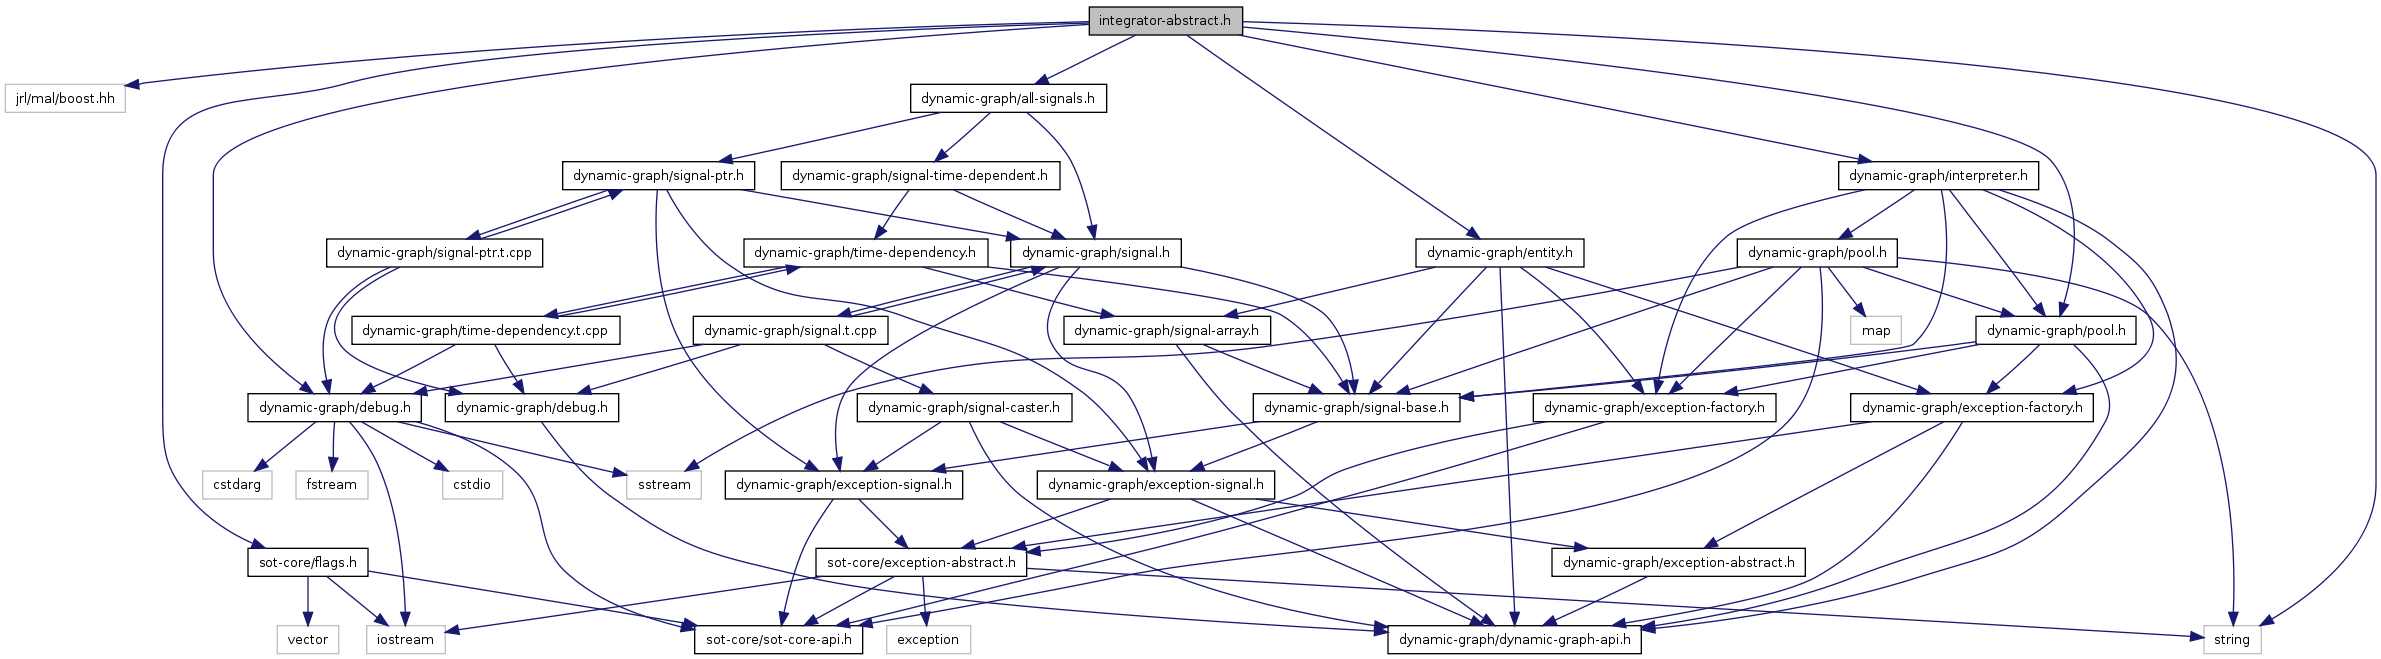 integrator-abstract.h
jrl/mal/boost.hh
dynamic-graph/all-signals.h
dynamic-graph/signal-ptr.h
dynamic-graph/signal-time-dependent.h
dynamic-graph/interpreter.h
dynamic-graph/signal-ptr.t.cpp
dynamic-graph/time-dependency.h
dynamic-graph/signal.h
dynamic-graph/entity.h
dynamic-graph/pool.h
dynamic-graph/time-dependency.t.cpp
dynamic-graph/signal.t.cpp
dynamic-graph/signal-array.h
map
dynamic-graph/pool.h
dynamic-graph/debug.h
dynamic-graph/debug.h
dynamic-graph/signal-caster.h
dynamic-graph/signal-base.h
dynamic-graph/exception-factory.h
dynamic-graph/exception-factory.h
cstdarg
fstream
cstdio
sstream
dynamic-graph/exception-signal.h
dynamic-graph/exception-signal.h
sot-core/flags.h
sot-core/exception-abstract.h
dynamic-graph/exception-abstract.h
vector
iostream
sot-core/sot-core-api.h
exception
dynamic-graph/dynamic-graph-api.h
string